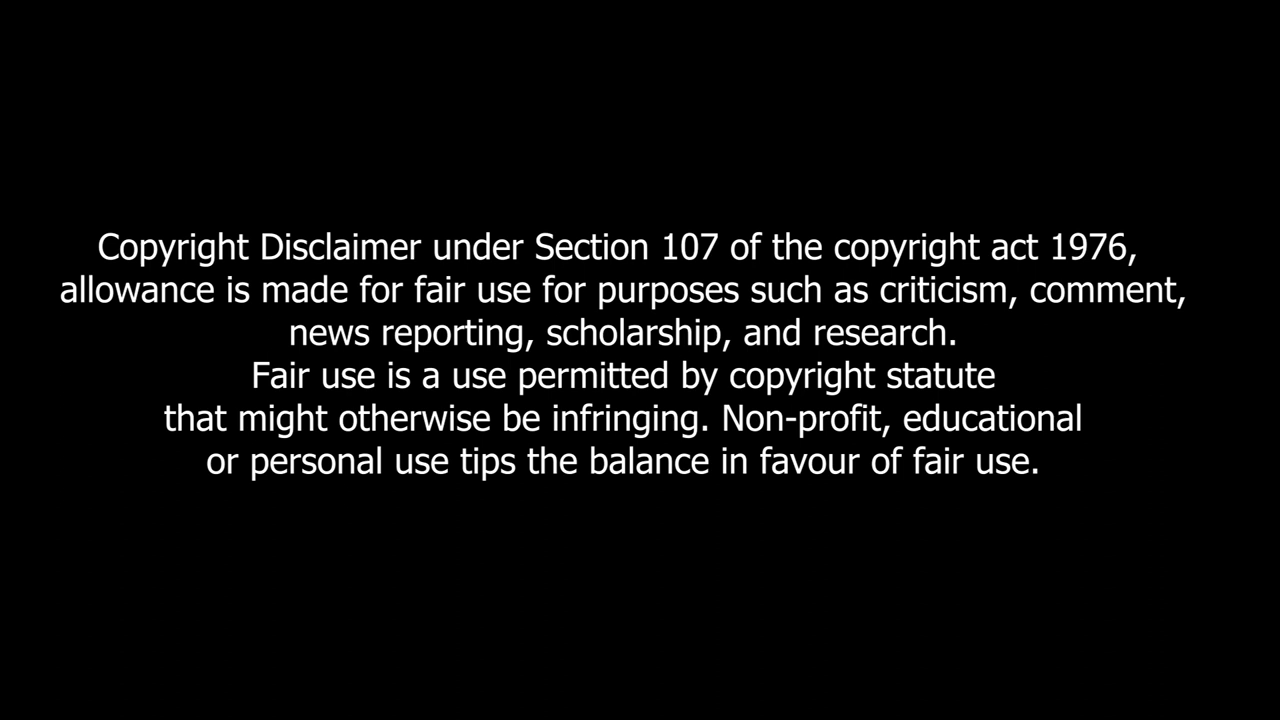 Copyright Disclaimer under Section 107 of the copyright act 1976,
allowance is made for fair use for purposes such as criticism, comment,
news reporting, scholarship, and research.
Fair use is a use permitted by copyright statute
that might otherwise be infringing. Non-profit, educational
or personal use tips the balance in favour of fair use.